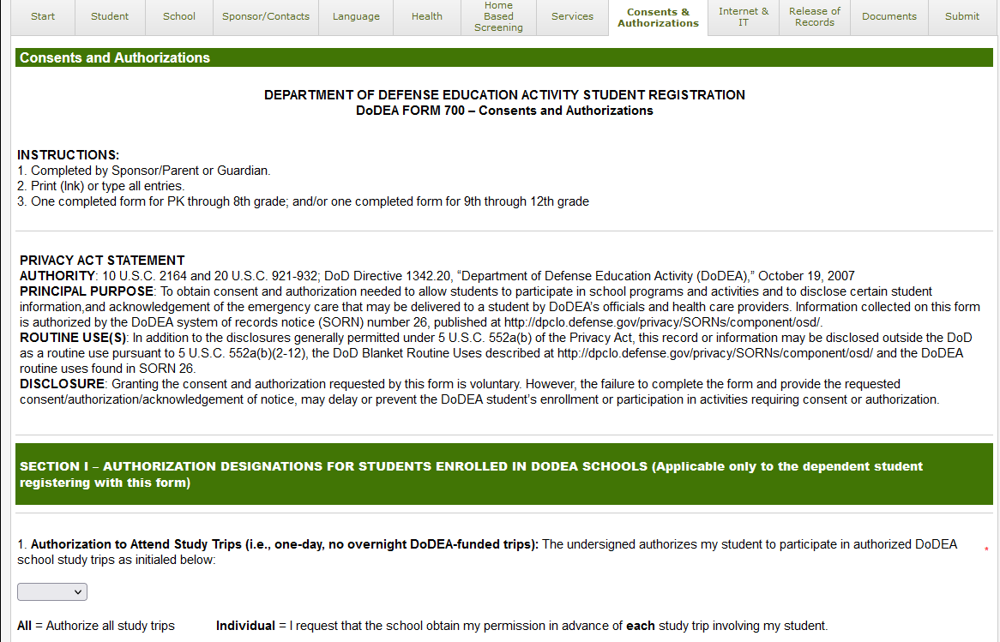 Start
Student
School
Sponsor/Contacts
Language
Health
Home
Based
Screening
Services
Consents &
Authorizations
Internet &
IT
Release of
Records
Documents
Submit
Consents and Authorizations
DEPARTMENT OF DEFENSE EDUCATION ACTIVITY STUDENT REGISTRATION
DoDEA FORM 700 – Consents and Authorizations
INSTRUCTIONS:
1. Completed by Sponsor/Parent or Guardian.
2. Print (Ink) or type all entries.
3. One completed form for PK through 8th grade; and/or one completed form for 9th through 12th grade
PRIVACY ACT STATEMENT
AUTHORITY: 10 U.S.C. 2164 and 20 U.S.C. 921-932; DoD Directive 1342.20, “Department of Defense Education Activity (DoDEA),” October 19, 2007
PRINCIPAL PURPOSE: To obtain consent and authorization needed to allow students to participate in school programs and activities and to disclose certain student
information,and acknowledgement of the emergency care that may be delivered to a student by DoDEA’s officials and health care providers. Information collected on this form
is authorized by the DoDEA system of records notice (SORN) number 26, published at http://dpclo.defense.gov/privacy/SORNs/component/osd/.
ROUTINE USE(S): In addition to the disclosures generally permitted under 5 U.S.C. 552a(b) of the Privacy Act, this record or information may be disclosed outside the DoD
as a routine use pursuant to 5 U.S.C. 552a(b)(2-12), the DoD Blanket Routine Uses described at http://dpclo.defense.gov/privacy/SORNs/component/osd/ and the DoDEA
routine uses found in SORN 26.
DISCLOSURE: Granting the consent and authorization requested by this form is voluntary. However, the failure to complete the form and provide the requested
consent/authorization/acknowledgement of notice, may delay or prevent the DoDEA student’s enrollment or participation in activities requiring consent or authorization.
SECTION I – AUTHORIZATION DESIGNATIONS FOR STUDENTS ENROLLED IN DODEA SCHOOLS (Applicable only to the dependent student
registering with this form)
1. Authorization to Attend Study Trips (i.e., one-day, no overnight DoDEA-funded trips): The undersigned authorizes my student to participate in authorized DoDEA *
school study trips as initialed below:
All = Authorize all study trips Individual = I request that the school obtain my permission in advance of each study trip involving my student.